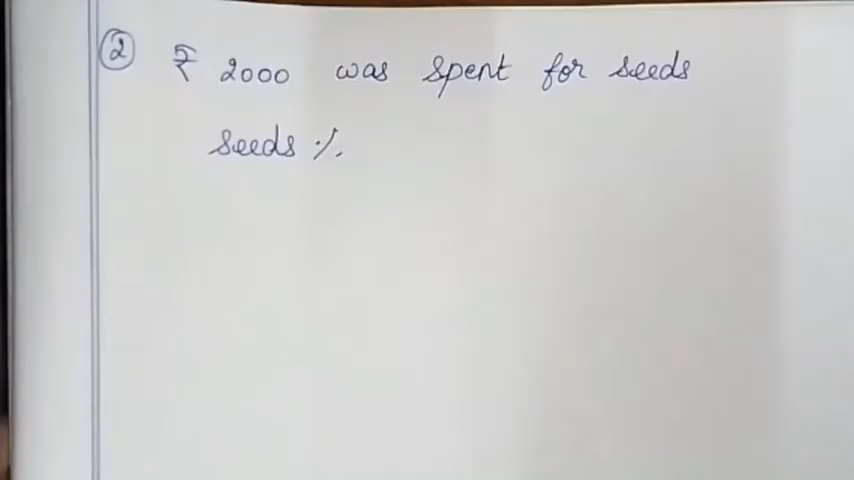 ② ₹ 2000 was spent for seeds
seeds %